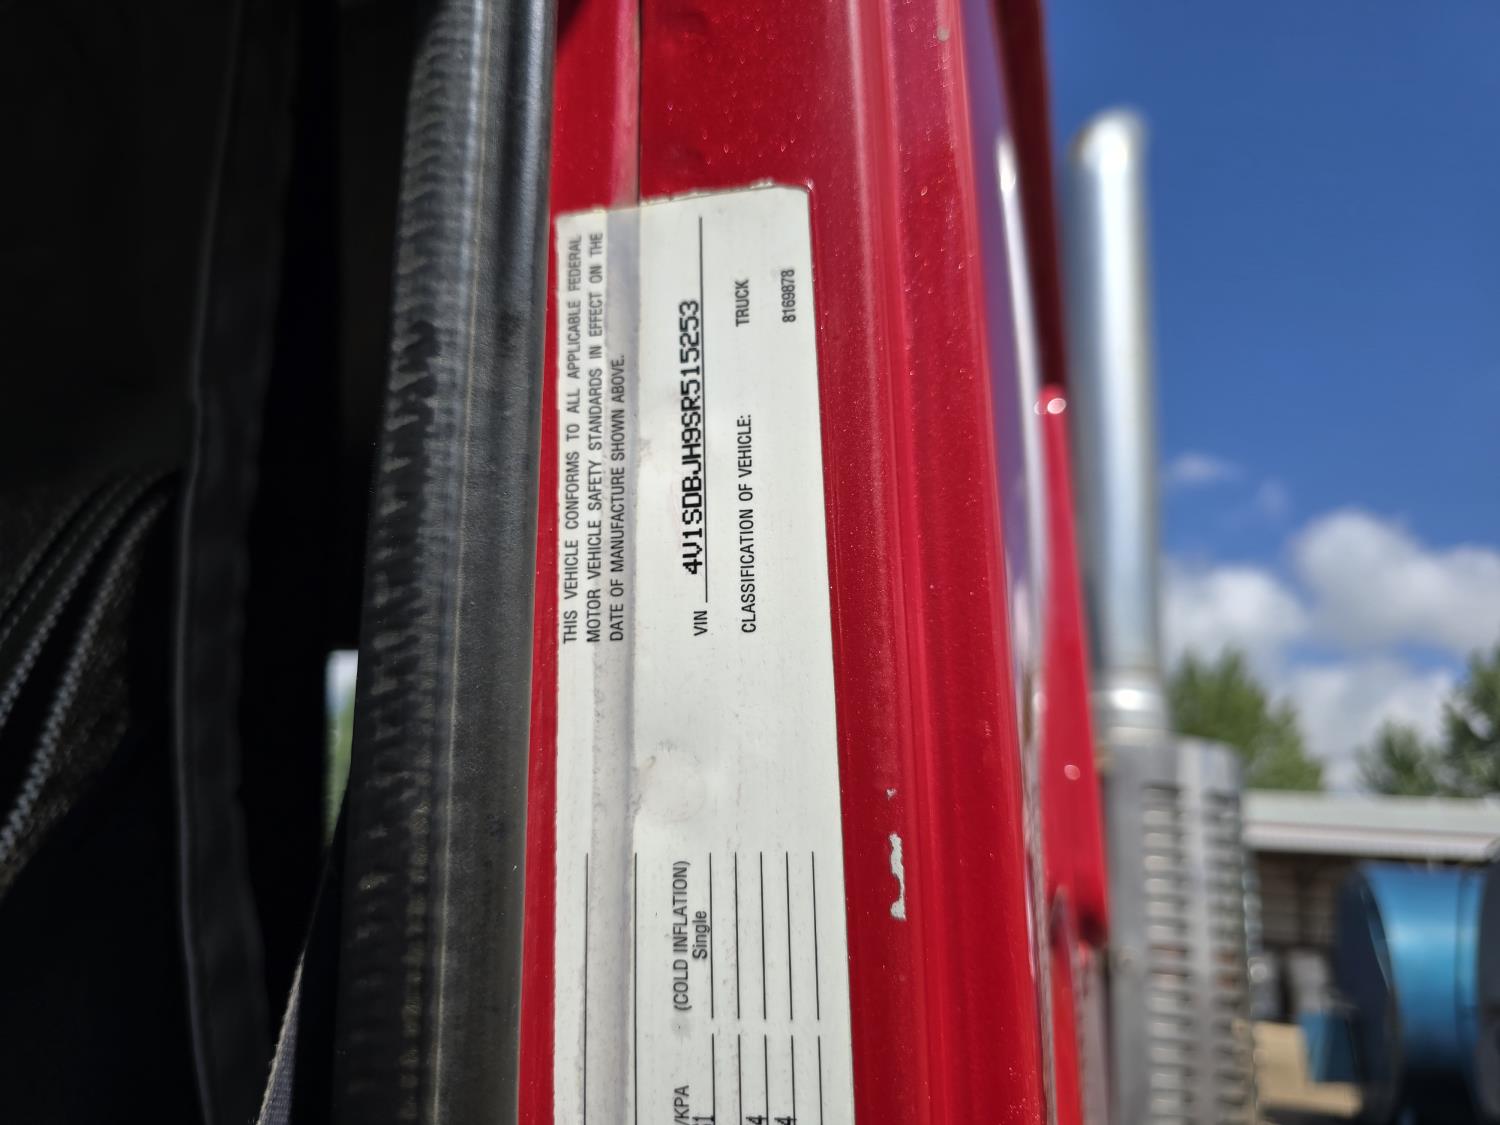 THIS VEHICLE CONFORMS TO ALL APPLICABLE FEDERAL
MOTOR VEHICLE SAFETY STANDARDS IN EFFECT ON THE
DATE OF MANUFACTURE SHOWN ABOVE.
VIN 4V1SDBJH9SR515253
CLASSIFICATION OF VEHICLE: TRUCK
8169878
/KPA (COLD INFLATION)
Single